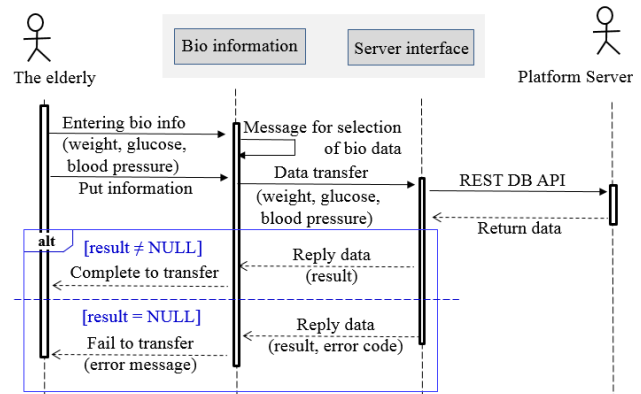 Bio information
Server interface
The elderly
Platform Server
Entering bio info
(weight, glucose,
blood pressure)
Message for selection
of bio data
Put information
Data transfer
(weight, glucose,
blood pressure)
REST DB API
Return data
alt
[result ≠ NULL]
Complete to transfer
Reply data
(result)
[result = NULL]
Fail to transfer
(error message)
Reply data
(result, error code)